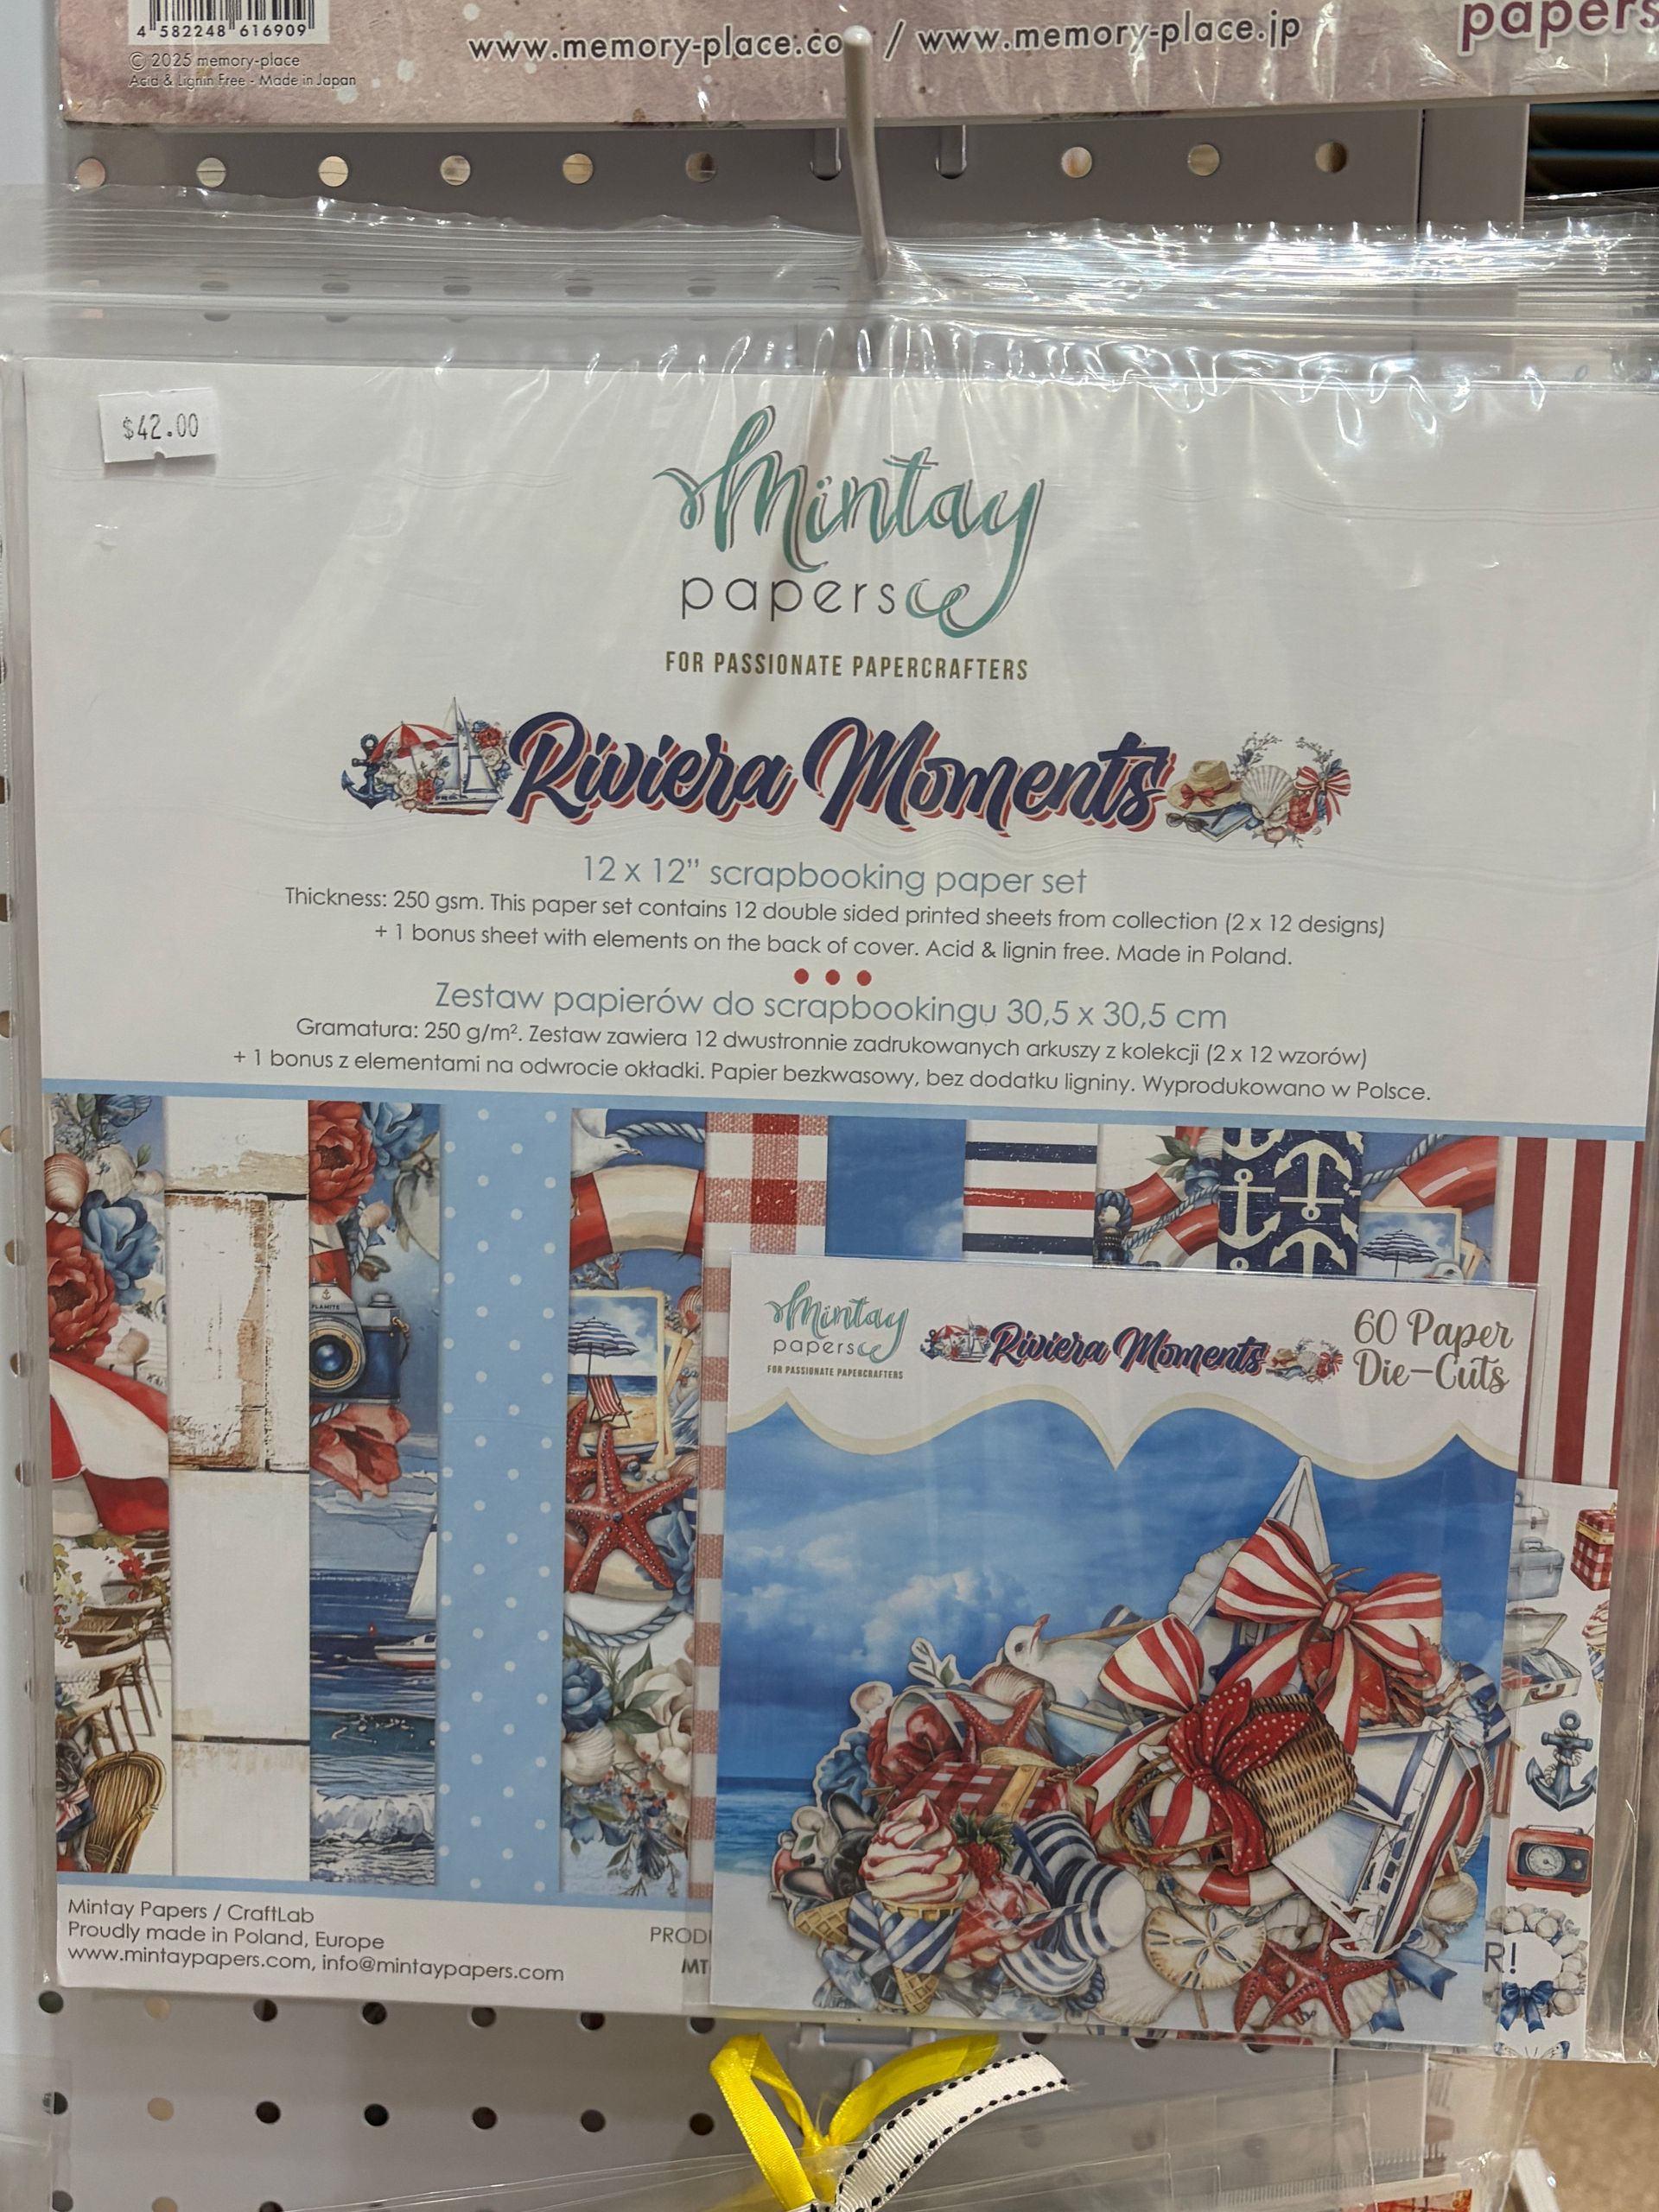 4 582248 616909
© 2025 memory-place
Acid & Lignin Free - Made in Japan
www.memory-place.co / www.memory-place.jp
papers
$42.00
Mintay
papers
FOR PASSIONATE PAPERCRAFTERS
Riviera Moments
12 x 12” scrapbooking paper set
Thickness: 250 gsm. This paper set contains 12 double sided printed sheets from collection (2 x 12 designs)
+ 1 bonus sheet with elements on the back of cover. Acid & lignin free. Made in Poland.
Zestaw papierów do scrapbookingu 30,5 x 30,5 cm
Gramatura: 250 g/m². Zestaw zawiera 12 dwustronnie zadrukowanych arkuszy z kolekcji (2 x 12 wzorów)
+ 1 bonus z elementami na odwrocie okładki. Papier bezkwasowy, bez dodatku ligniny. Wyprodukowano w Polsce.
Mintay
papers
FOR PASSIONATE PAPERCRAFTERS
Riviera Moments
60 Paper
Die-Cuts
Mintay Papers / CraftLab
Proudly made in Poland, Europe
www.mintaypapers.com, info@mintaypapers.com
PROD
MT
R!